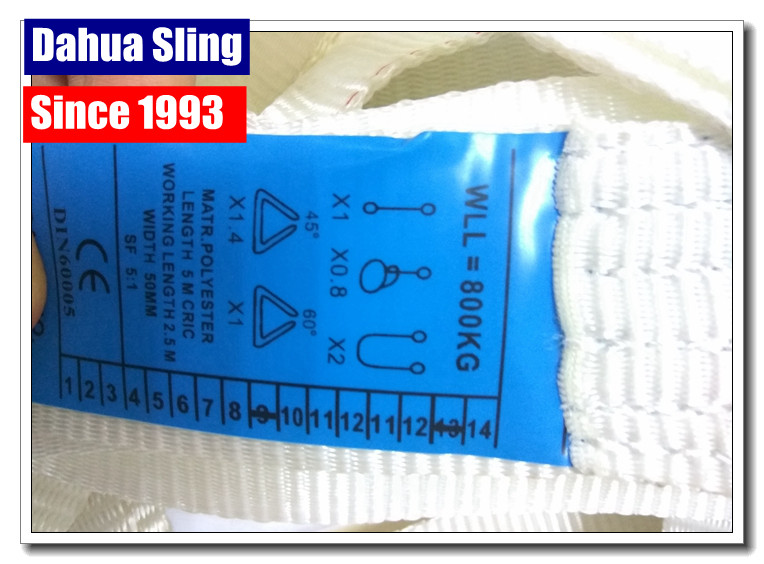 Dahua Sling
Since 1993
WLL = 800KG
X1 X0.8 X2
45° 60°
X1.4 X1
MATR.POLYESTER
LENGTH 5 M CRIC
WORKING LENGTH 2.5 M
WIDTH 50MM
SF 5:1
CE
DIN60005
1 2 3 4 5 6 7 8 9 10 11 12 11 12 13 14